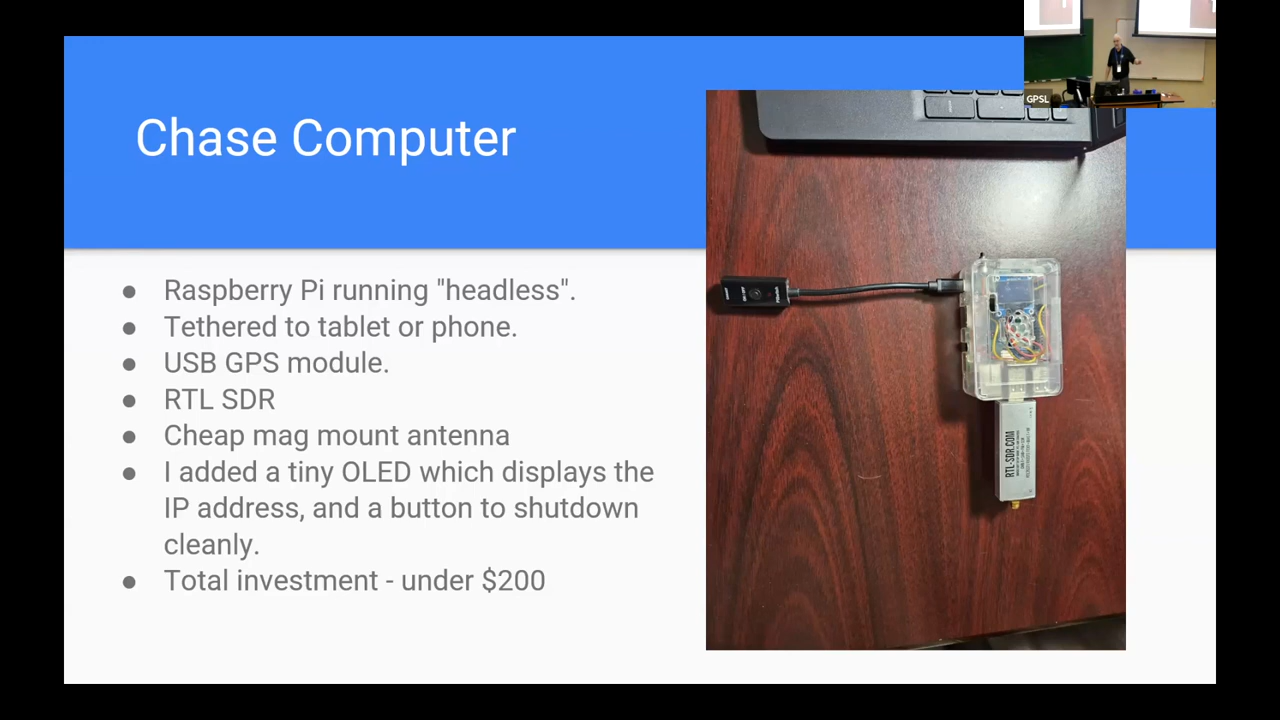 GPSL
Chase Computer
● Raspberry Pi running "headless".
● Tethered to tablet or phone.
● USB GPS module.
● RTL SDR
● Cheap mag mount antenna
● I added a tiny OLED which displays the
IP address, and a button to shutdown
cleanly.
● Total investment - under $200
RTL-SDR.COM